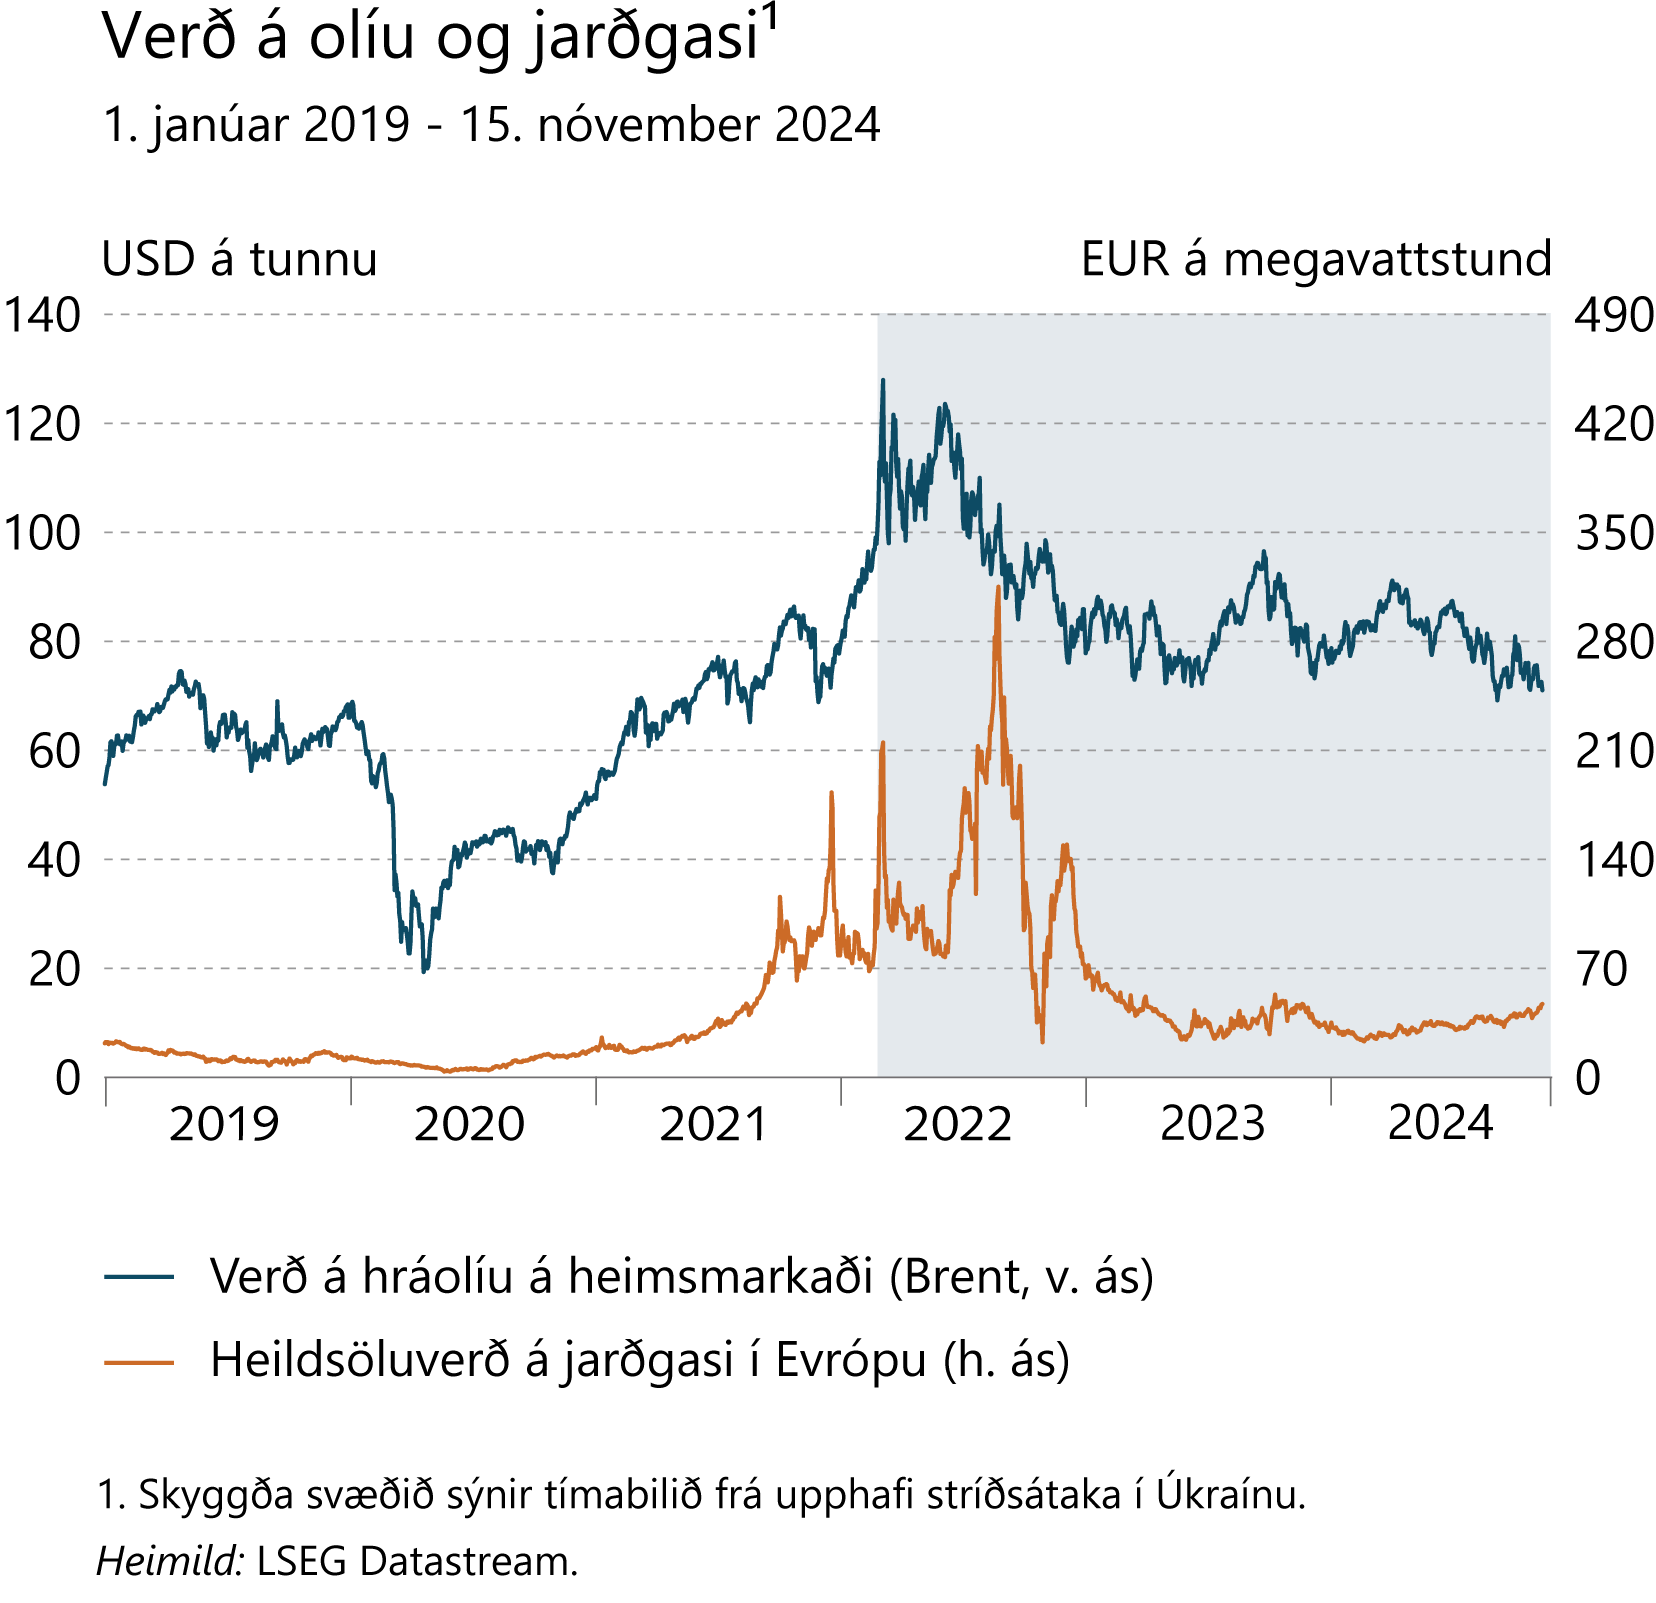 Verð á olíu og jarðgasi¹
1. janúar 2019 - 15. nóvember 2024
USD á tunnu EUR á megavattstund
140 490
120 420
100 350
80 280
60 210
40 140
20 70
0 0
2019 2020 2021 2022 2023 2024
Verð á hráolíu á heimsmarkaði (Brent, v. ás)
Heildsöluverð á jarðgasi í Evrópu (h. ás)
1. Skyggða svæðið sýnir tímabilið frá upphafi stríðsátaka í Úkraínu.
Heimild: LSEG Datastream.